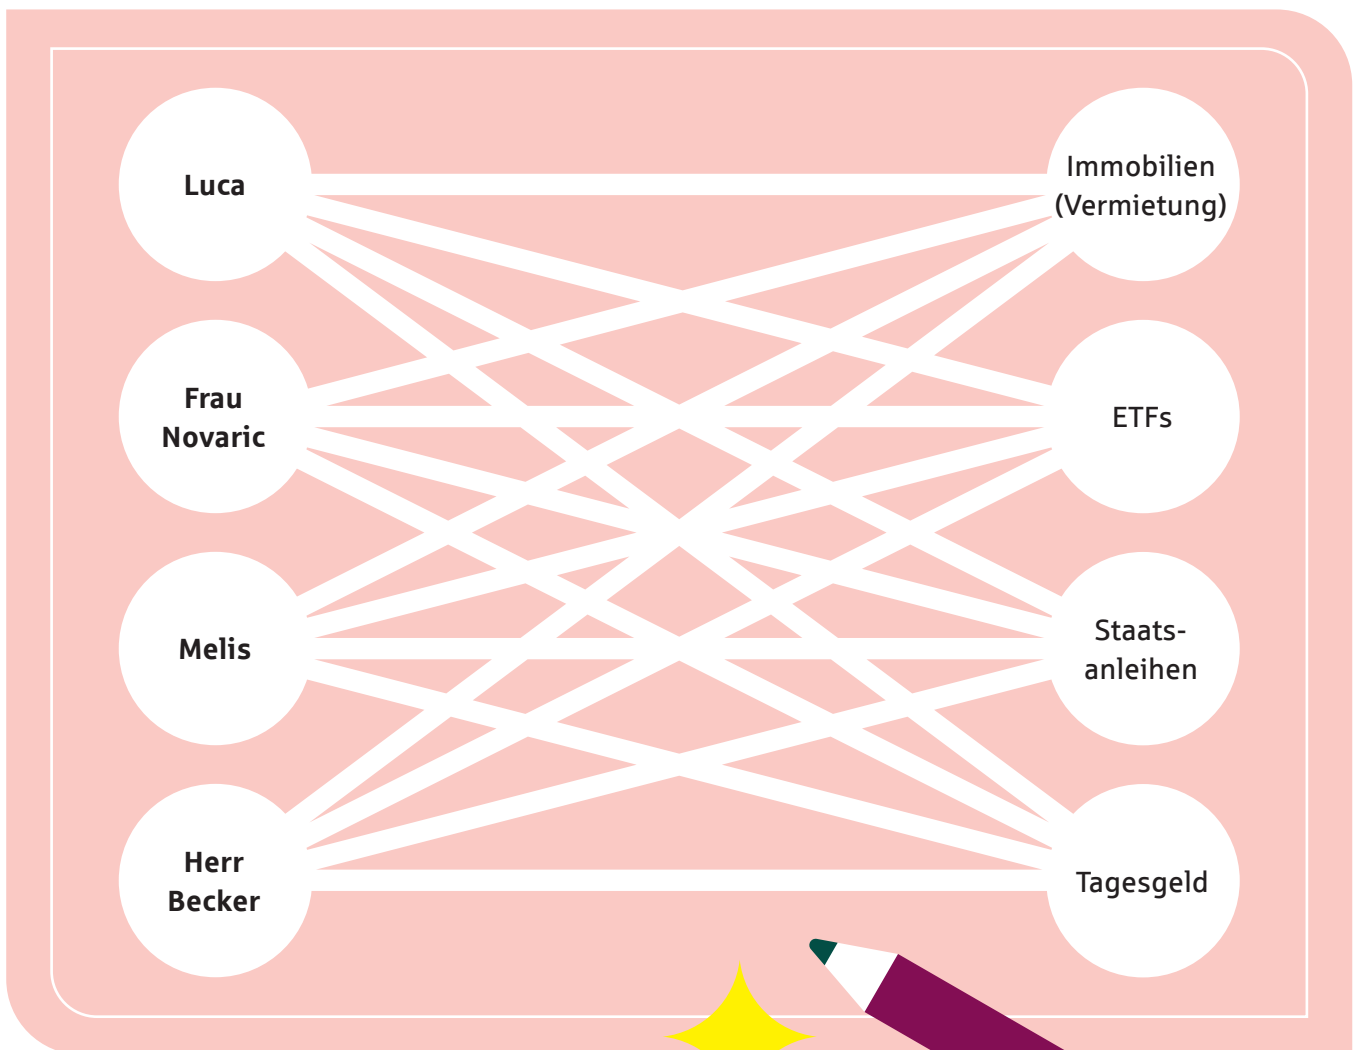 Luca
Immobilien
(Vermietung)
Frau
Novaric
ETFs
Melis
Staats-
anleihen
Herr
Becker
Tagesgeld